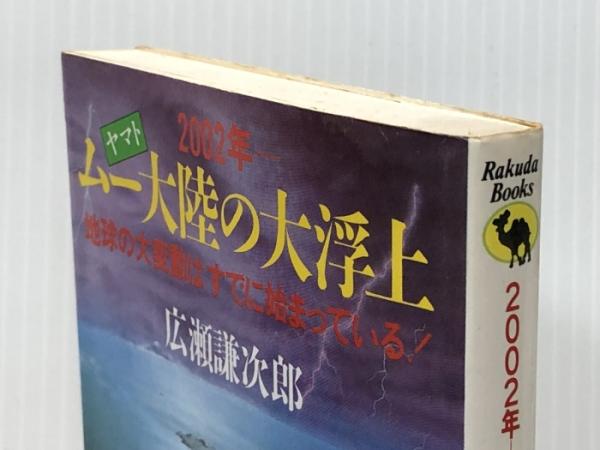 2002年―
ヤマト
ムー大陸の大浮上
地球の大変動はすでに始まっている!
広瀬謙次郎
Rakuda
Books
2002年―